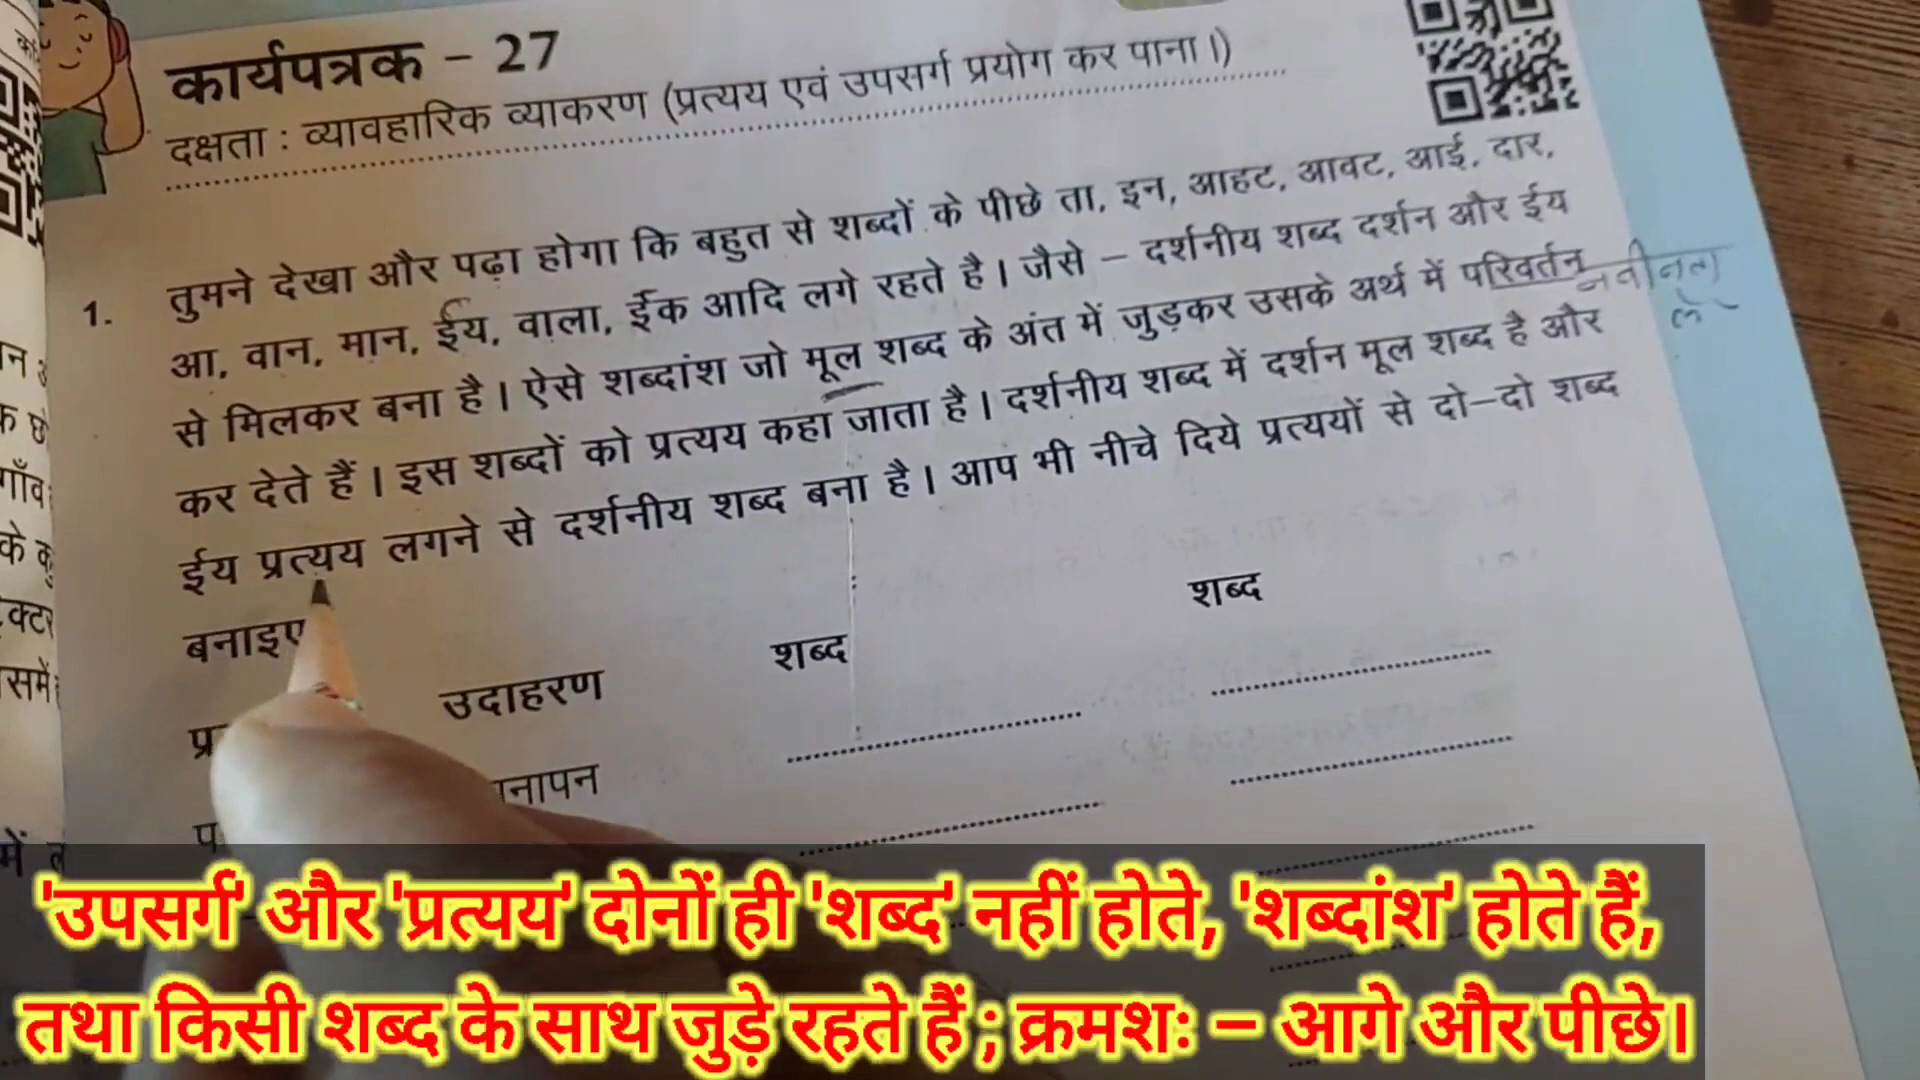 कार्यपत्रक – 27
दक्षता : व्यावहारिक व्याकरण (प्रत्यय एवं उपसर्ग प्रयोग कर पाना।)
1. तुमने देखा और पढ़ा होगा कि बहुत से शब्दों के पीछे ता, इन, आहट, आवट, आई, दार,
आ, वान, मान, ईय, वाला, ईक आदि लगे रहते है। जैसे – दर्शनीय शब्द दर्शन और ईय
से मिलकर बना है। ऐसे शब्दांश जो मूल शब्द के अंत में जुड़कर उसके अर्थ में परिवर्तन नवीनता
कर देते हैं। इस शब्दों को प्रत्यय कहा जाता है। दर्शनीय शब्द में दर्शन मूल शब्द है और
ईय प्रत्यय लगने से दर्शनीय शब्द बना है। आप भी नीचे दिये प्रत्ययों से दो–दो शब्द
बनाइए
उदाहरण शब्द शब्द
'उपसर्ग' और 'प्रत्यय' दोनों ही 'शब्द' नहीं होते, 'शब्दांश' होते हैं,
तथा किसी शब्द के साथ जुड़े रहते हैं ; क्रमशः – आगे और पीछे।